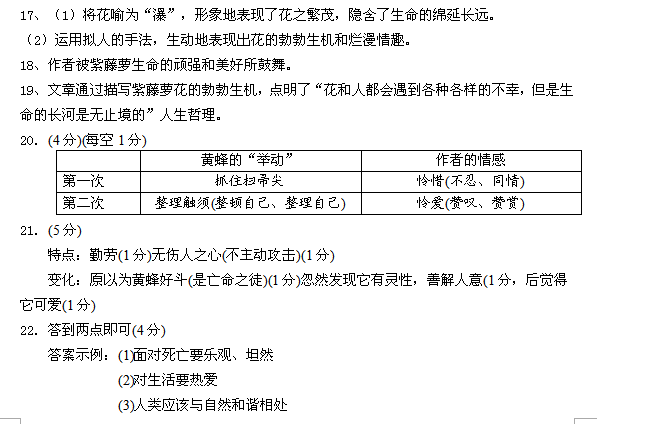 17、（1）将花喻为“瀑”，形象地表现了花之繁茂，隐含了生命的绵延长远。
（2）运用拟人的手法，生动地表现出花的勃勃生机和烂漫情趣。
18、作者被紫藤萝生命的顽强和美好所鼓舞。
19、文章通过描写紫藤萝花的勃勃生机，点明了“花和人都会遇到各种各样的不幸，但是生
命的长河是无止境的”人生哲理。
20. (4分)(每空1分)
黄蜂的“举动” 作者的情感
第一次 抓住扫帚尖 怜惜(不忍、同情)
第二次 整理触须(整顿自己、整理自己) 怜爱(赞叹、赞赏)
21. (5分)
特点：勤劳(1分)无伤人之心(不主动攻击)(1分)
变化：原以为黄蜂好斗(是亡命之徒)(1分)忽然发现它有灵性，善解人意(1分，后觉得
它可爱(1分)
22. 答到两点即可(4分)
答案示例：(1)面对死亡要乐观、坦然
(2)对生活要热爱
(3)人类应该与自然和谐相处